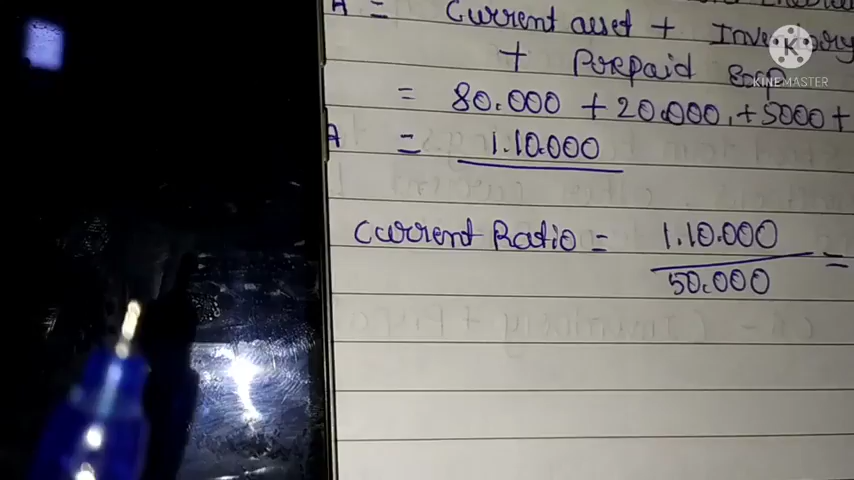 A = Current asset + Inventory
+ Prepaid Exp
= 80.000 + 20.000 + 5000 +
A = 1.10.000
Current Ratio = 1.10.000 =
50.000
K
KINEMASTER